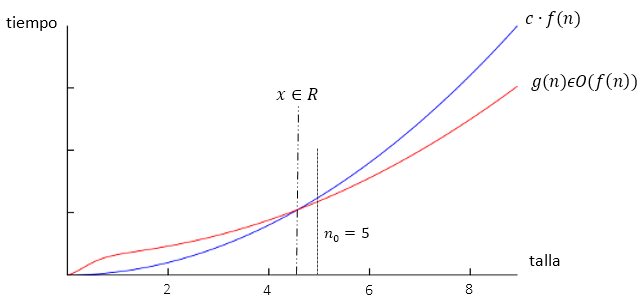 tiempo
c · f(n)
g(n)ϵO(f(n))
x ∈ R
n₀ = 5
talla
2 4 6 8